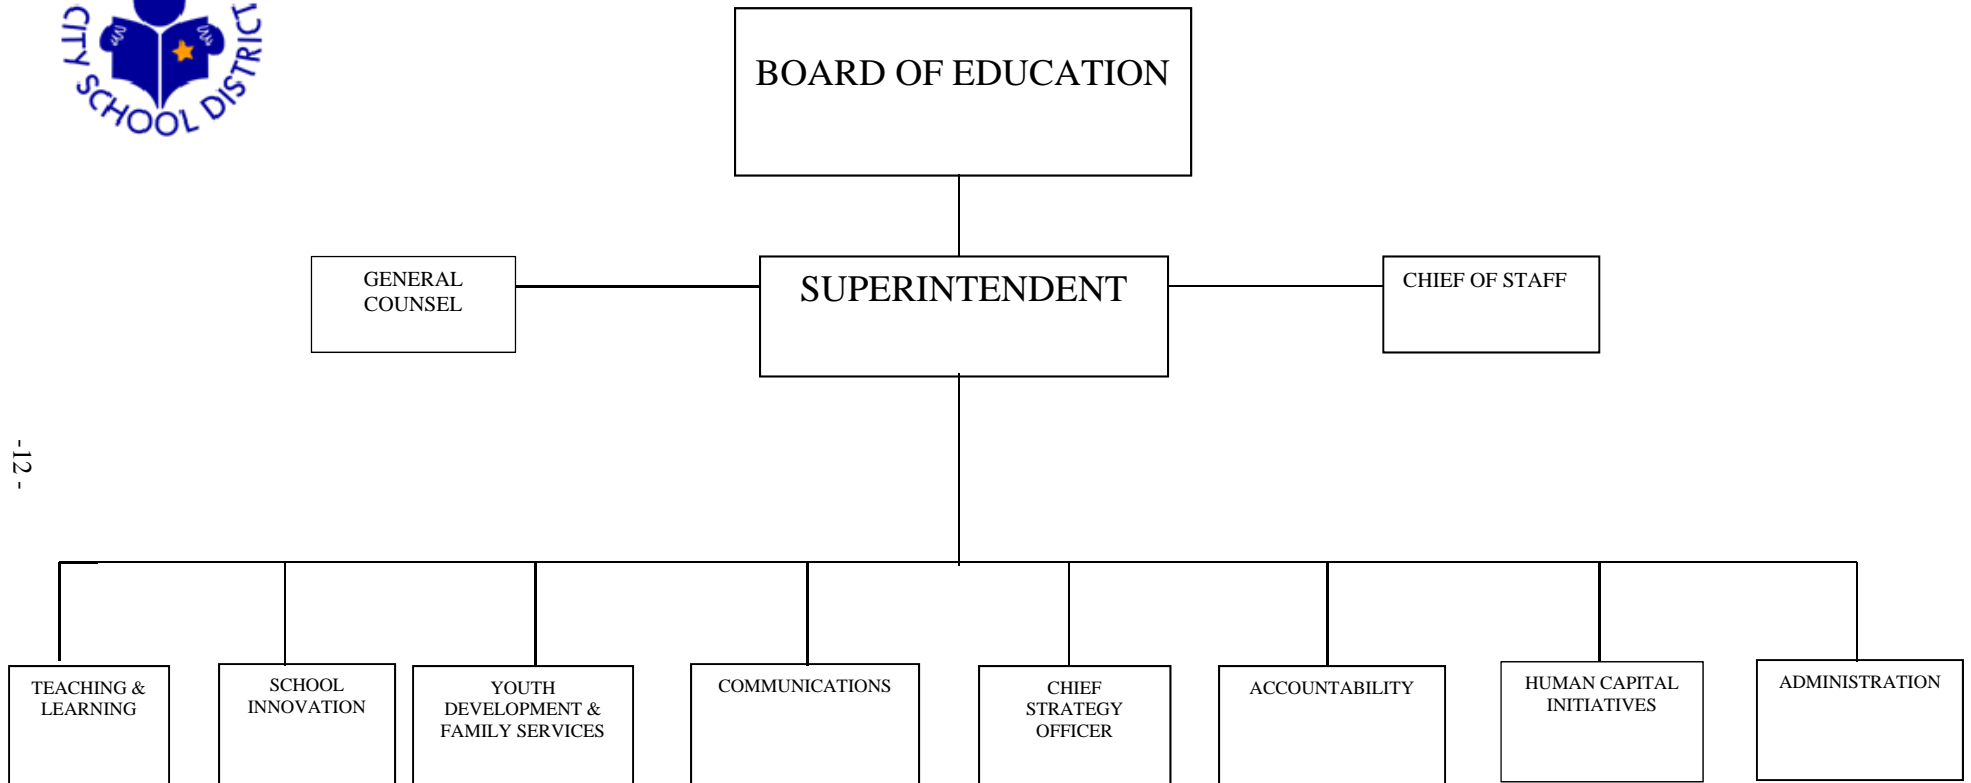 CITY SCHOOL DISTRICT
BOARD OF EDUCATION
GENERAL
COUNSEL
SUPERINTENDENT
CHIEF OF STAFF
-12 -
TEACHING &
LEARNING
SCHOOL
INNOVATION
YOUTH
DEVELOPMENT &
FAMILY SERVICES
COMMUNICATIONS
CHIEF
STRATEGY
OFFICER
ACCOUNTABILITY
HUMAN CAPITAL
INITIATIVES
ADMINISTRATION